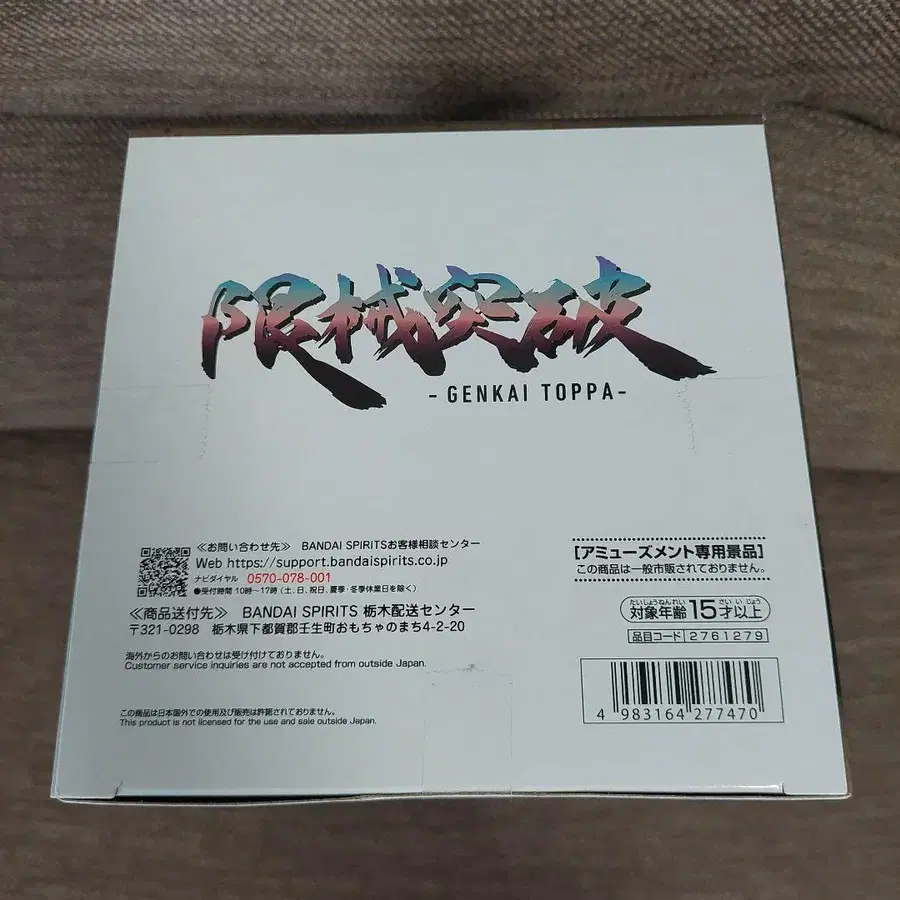 限械突破
- GENKAI TOPPA-
≪お問い合わせ先≫ BANDAI SPIRITSお客様相談センター
Web https://support.bandaispirits.co.jp
ナビダイヤル 0570-078-001
●受付時間 10時〜17時 (土、日、祝日、夏季・冬季休業日を除く)
≪商品送付先≫ BANDAI SPIRITS 栃木配送センター
〒321-0298 栃木県下都賀郡壬生町おもちゃのまち4-2-20
海外からのお問い合わせは受け付けておりません。
Customer service inquiries are not accepted from outside Japan.
この商品は日本国外での使用及び販売は許諾されておりません。
This product is not licensed for the use and sale outside Japan.
[アミューズメント専用景品]
この商品は一般市販されておりません。
たいしょうねんれい さい い じょう
対象年齢 15才以上
品目コード 2761279
4 983164 277470